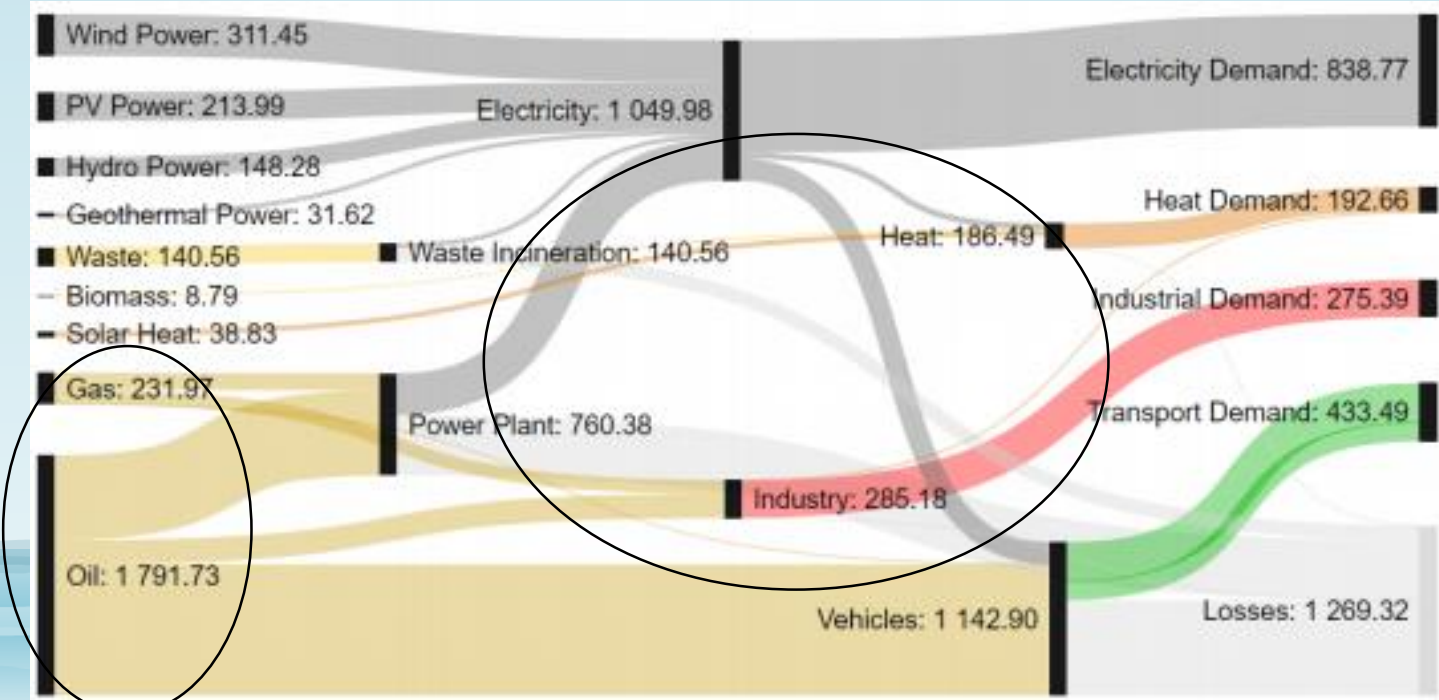 Wind Power: 311.45
PV Power: 213.99
Hydro Power: 148.28
Geothermal Power: 31.62
Waste: 140.56
Biomass: 8.79
Solar Heat: 38.83
Gas: 231.97
Oil: 1 791.73
Waste Incineration: 140.56
Power Plant: 760.38
Electricity: 1 049.98
Industry: 285.18
Heat: 186.49
Vehicles: 1 142.90
Electricity Demand: 838.77
Heat Demand: 192.66
Industrial Demand: 275.39
Transport Demand: 433.49
Losses: 1 269.32